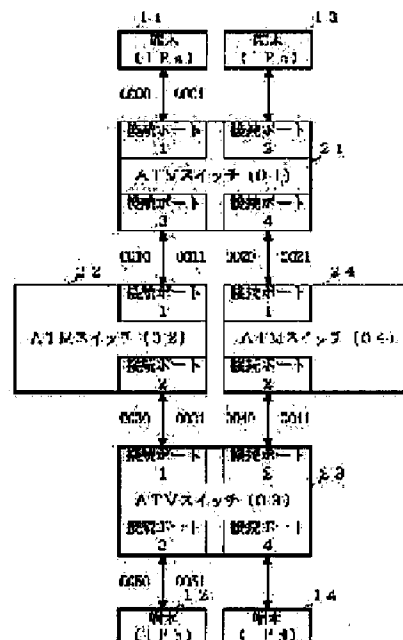 11
13
端末
端末
0000 0001
接続ポート
1
接続ポート
2
21
ATMスイッチ (01)
接続ポート
3
接続ポート
4
0010 0011
0020 0021
22
24
接続ポート
1
接続ポート
1
ATMスイッチ (02)
ATMスイッチ (04)
接続ポート
2
接続ポート
2
0030 0031
0040 0041
接続ポート
1
接続ポート
2
23
ATMスイッチ (03)
接続ポート
3
接続ポート
4
0050 0051
12
14
端末
端末